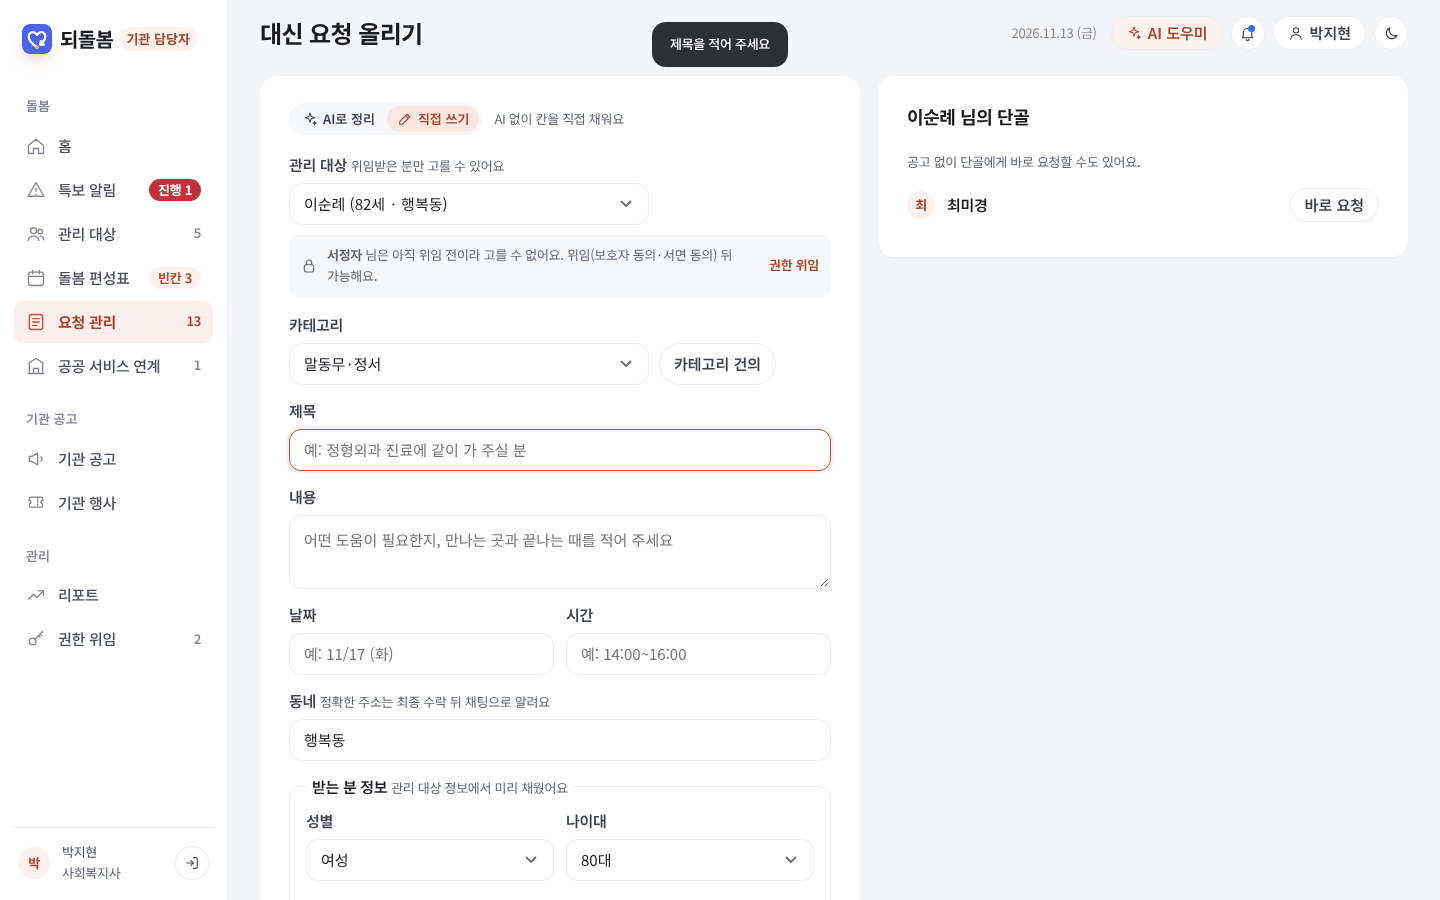 되돌봄 기관 담당자
돌봄
홈
특보 알림 진행 1
관리 대상 5
돌봄 편성표 빈칸 3
요청 관리 13
공공 서비스 연계 1
기관 공고
기관 공고
기관 행사
관리
리포트
권한 위임 2
박 박지현
사회복지사
대신 요청 올리기
제목을 적어 주세요
2026.11.13 (금) AI 도우미 박지현
AI로 정리 직접 쓰기 AI 없이 칸을 직접 채워요
관리 대상 위임받은 분만 고를 수 있어요
이순례 (82세 · 행복동)
서정자 님은 아직 위임 전이라 고를 수 없어요. 위임(보호자 동의·서면 동의) 뒤
가능해요.
권한 위임
카테고리
말동무·정서 카테고리 건의
제목
예: 정형외과 진료에 같이 가 주실 분
내용
어떤 도움이 필요한지, 만나는 곳과 끝나는 때를 적어 주세요
날짜 시간
예: 11/17 (화) 예: 14:00~16:00
동네 정확한 주소는 최종 수락 뒤 채팅으로 알려요
행복동
받는 분 정보 관리 대상 정보에서 미리 채웠어요
성별 나이대
여성 80대
이순례 님의 단골
공고 없이 단골에게 바로 요청할 수도 있어요.
최 최미경 바로 요청